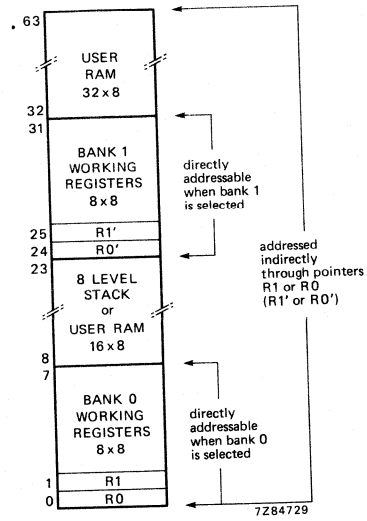 63
USER
RAM
32 x 8
32
31
BANK 1
WORKING
REGISTERS
8 x 8
25
R1'
24
R0'
23
8 LEVEL
STACK
or
USER RAM
16 x 8
8
7
BANK 0
WORKING
REGISTERS
8 x 8
1
R1
0
R0
directly
addressable
when bank 1
is selected
directly
addressable
when bank 0
is selected
addressed
indirectly
through pointers
R1 or R0
(R1' or R0')
7Z84729